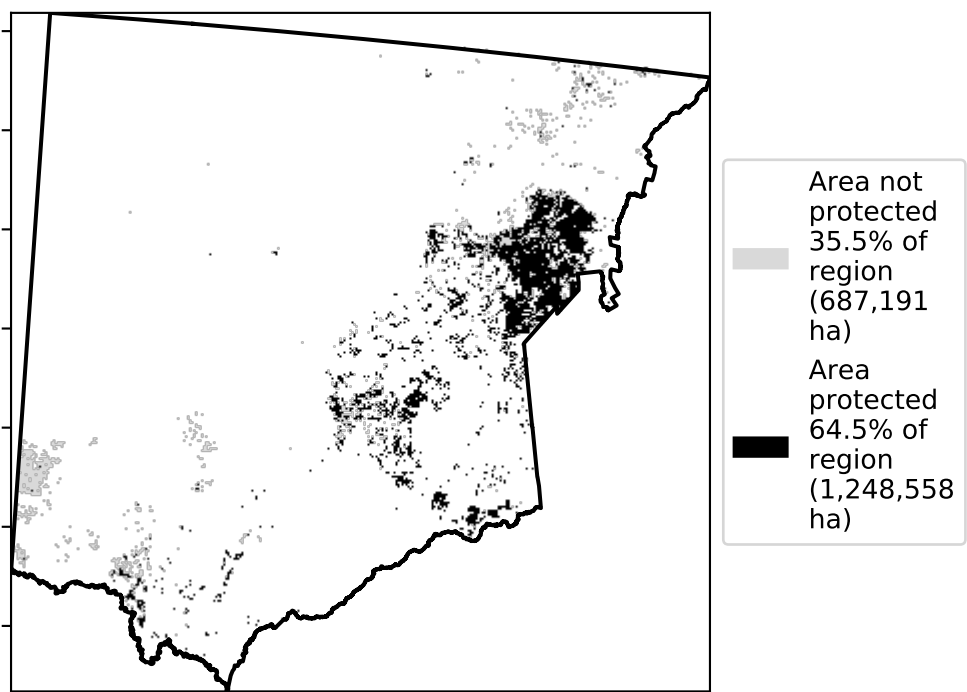 Area not
protected
35.5% of
region
(687,191
ha)
Area
protected
64.5% of
region
(1,248,558
ha)